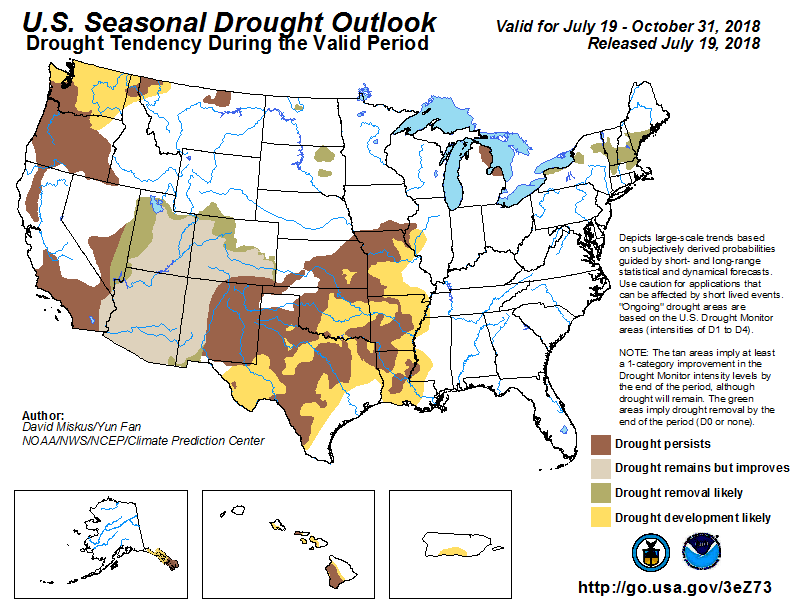 U.S. Seasonal Drought Outlook
Drought Tendency During the Valid Period
Valid for July 19 - October 31, 2018
Released July 19, 2018
Depicts large-scale trends based
on subjectively derived probabilities
guided by short- and long-range
statistical and dynamical forecasts.
Use caution for applications that
can be affected by short lived events.
"Ongoing" drought areas are
based on the U.S. Drought Monitor
areas (intensities of D1 to D4).
NOTE: The tan areas imply at least
a 1-category improvement in the
Drought Monitor intensity levels by
the end of the period, although
drought will remain. The green
areas imply drought removal by the
end of the period (D0 or none).
Author:
David Miskus/Yun Fan
NOAA/NWS/NCEP/Climate Prediction Center
Drought persists
Drought remains but improves
Drought removal likely
Drought development likely
http://go.usa.gov/3eZ73